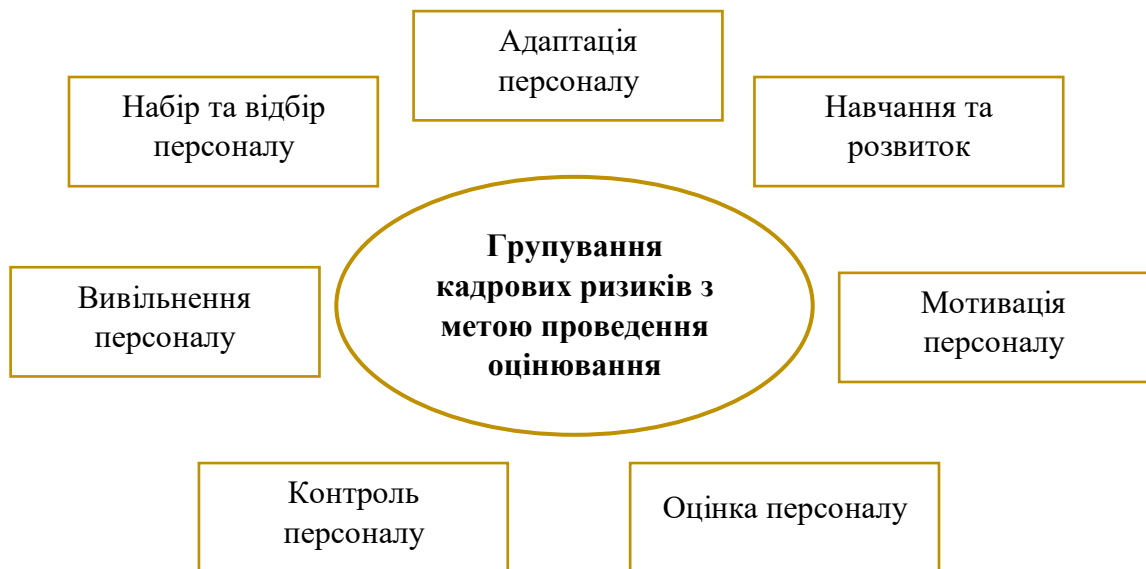 Адаптація
персоналу
Набір та відбір
персоналу
Навчання та
розвиток
Групування
кадрових ризиків з
метою проведення
оцінювання
Вивільнення
персоналу
Мотивація
персоналу
Контроль
персоналу
Оцінка персоналу